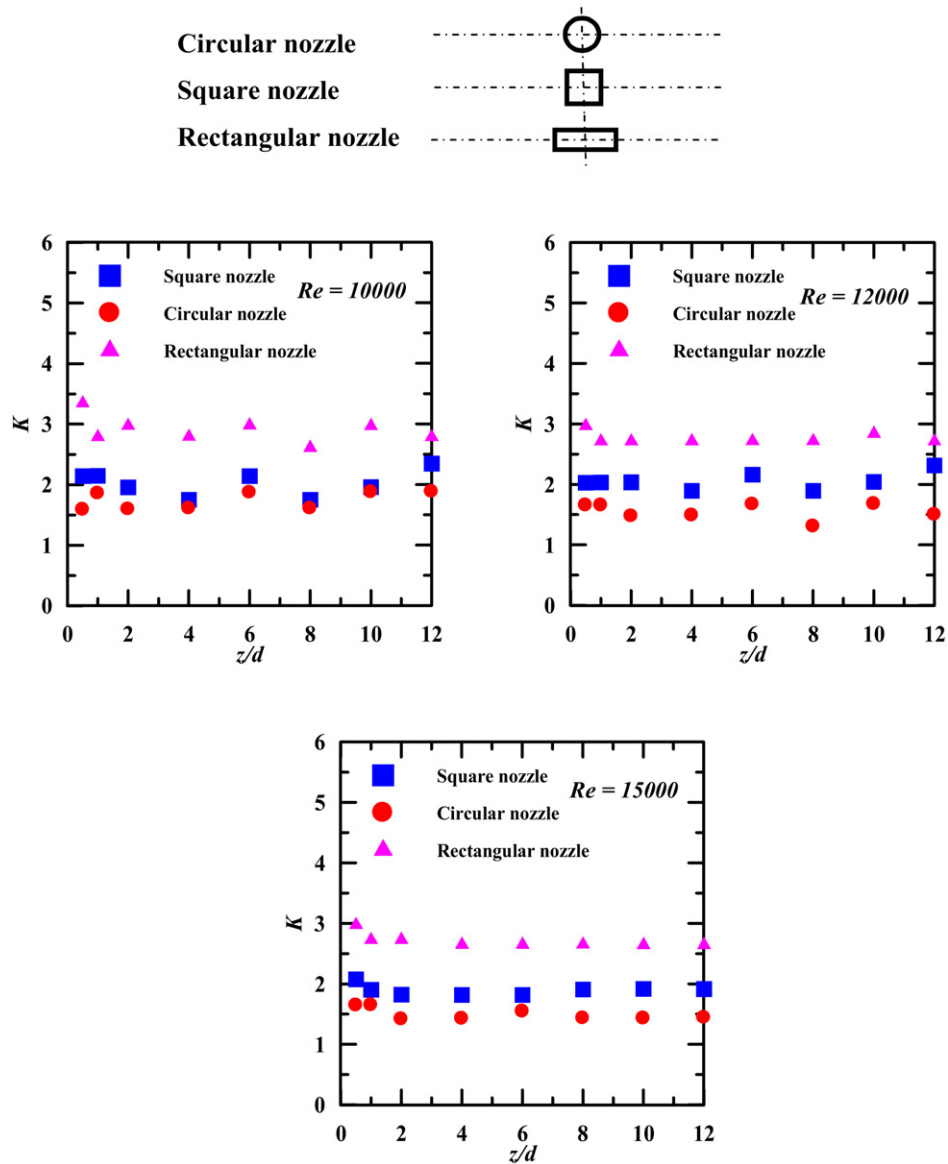 Circular nozzle
Square nozzle
Rectangular nozzle
6
5
4
3
2
1
0
K
Square nozzle
Circular nozzle
Rectangular nozzle
Re = 10000
0 2 4 6 8 10 12
z/d
6
5
4
3
2
1
0
K
Square nozzle
Circular nozzle
Rectangular nozzle
Re = 12000
0 2 4 6 8 10 12
z/d
6
5
4
3
2
1
0
K
Square nozzle
Circular nozzle
Rectangular nozzle
Re = 15000
0 2 4 6 8 10 12
z/d